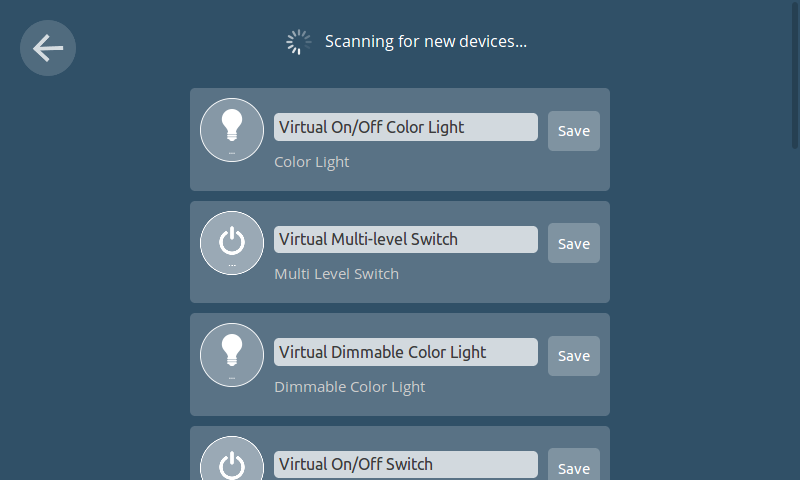 Scanning for new devices...
Virtual On/Off Color Light
Save
Color Light
Virtual Multi-level Switch
Save
Multi Level Switch
Virtual Dimmable Color Light
Save
Dimmable Color Light
Virtual On/Off Switch
Save